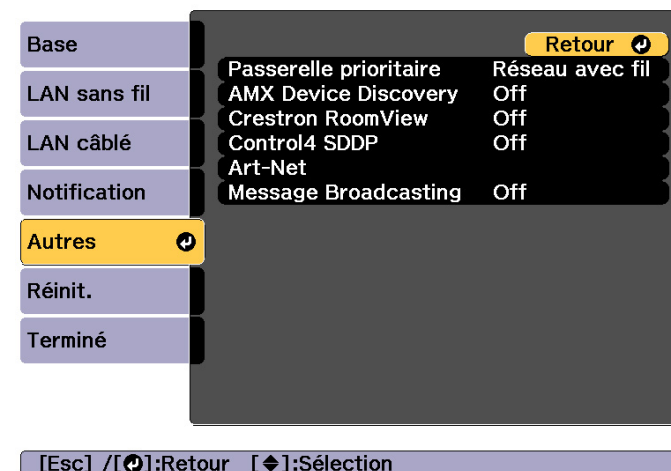 Base
LAN sans fil
LAN câblé
Notification
Autres
Réinit.
Terminé
Retour
Passerelle prioritaire Réseau avec fil
AMX Device Discovery Off
Crestron RoomView Off
Control4 SDDP Off
Art-Net
Message Broadcasting Off
[Esc] /[⏎]:Retour [◆]:Sélection